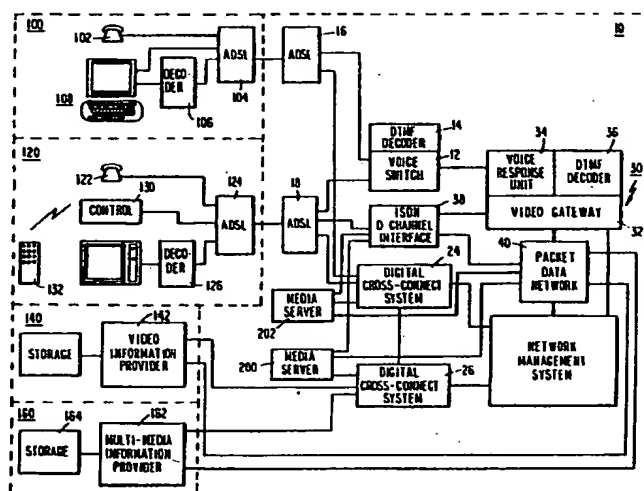 100
102
108
DECO-
DER
106
ADSL
104
ADSL
16
10
DTMF
DECODER
14
VOICE
SWITCH
12
34
36
VOICE
RESPONSE
UNIT
DTMF
DECODER
30
VIDEO GATEWAY
32
120
122
130
CONTROL
132
DECO-
DER
126
124
ADSL
18
ADSL
38
ISDN
D CHANNEL
INTERFACE
24
DIGITAL
CROSS-CONNECT
SYSTEM
40
PACKET
DATA
NETWORK
MEDIA
SERVER
202
MEDIA
SERVER
200
DIGITAL
CROSS-CONNECT
SYSTEM
26
NETWORK
MANAGEMENT
SYSTEM
140
STORAGE
142
VIDEO
INFORMATION
PROVIDER
160
164
STORAGE
162
MULTI-MEDIA
INFORMATION
PROVIDER